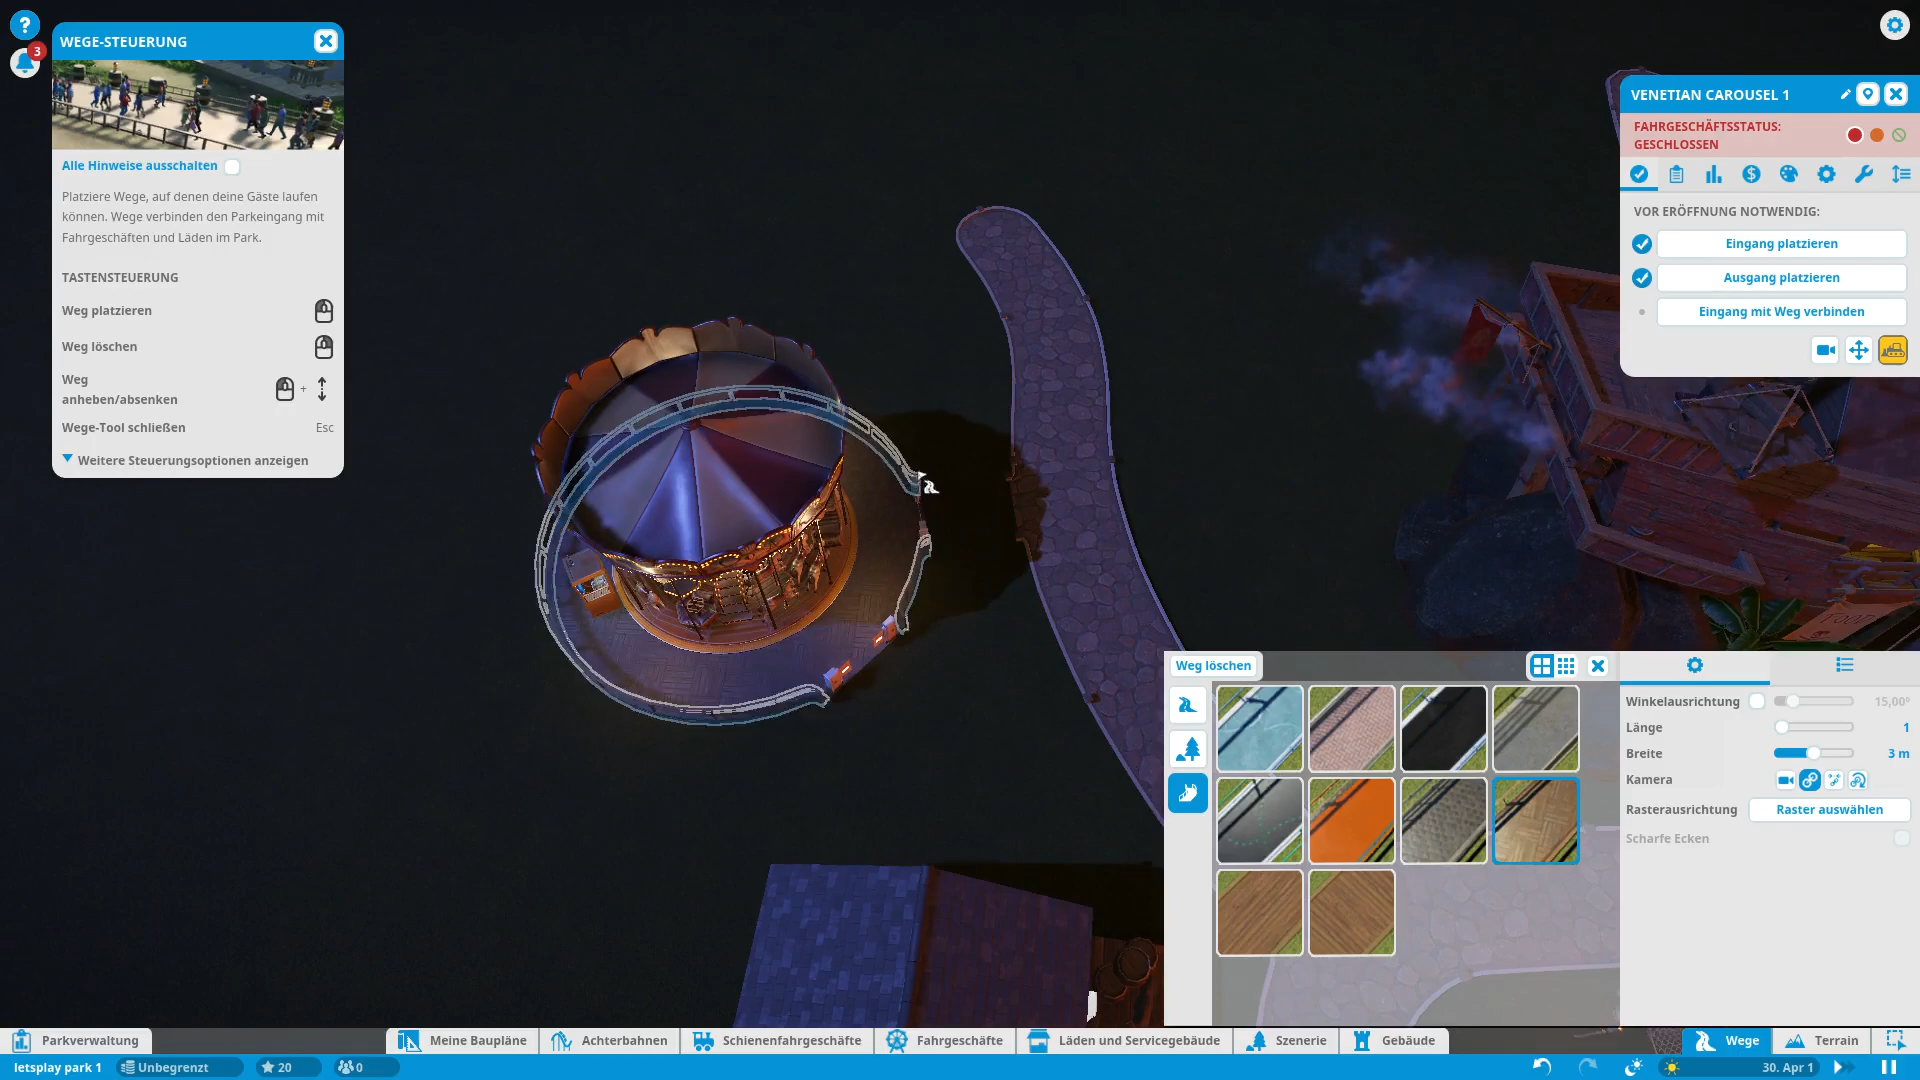 ?
3
WEGE-STEUERUNG
Alle Hinweise ausschalten
Platziere Wege, auf denen deine Gäste laufen
können. Wege verbinden den Parkeingang mit
Fahrgeschäften und Läden im Park.
TASTENSTEUERUNG
Weg platzieren
Weg löschen
Weg
anheben/absenken
+
Wege-Tool schließen
Esc
Weitere Steuerungsoptionen anzeigen
VENETIAN CAROUSEL 1
FAHRGESCHÄFTSSTATUS:
GESCHLOSSEN
VOR ERÖFFNUNG NOTWENDIG:
Eingang platzieren
Ausgang platzieren
Eingang mit Weg verbinden
Weg löschen
Winkelausrichtung
15,00°
Länge
1
Breite
3 m
Kamera
Rasterausrichtung
Raster auswählen
Scharfe Ecken
Parkverwaltung
Meine Baupläne
Achterbahnen
Schienenfahrgeschäfte
Fahrgeschäfte
Läden und Servicegebäude
Szenerie
Gebäude
Wege
Terrain
letsplay park 1
Unbegrenzt
20
0
30. Apr 1